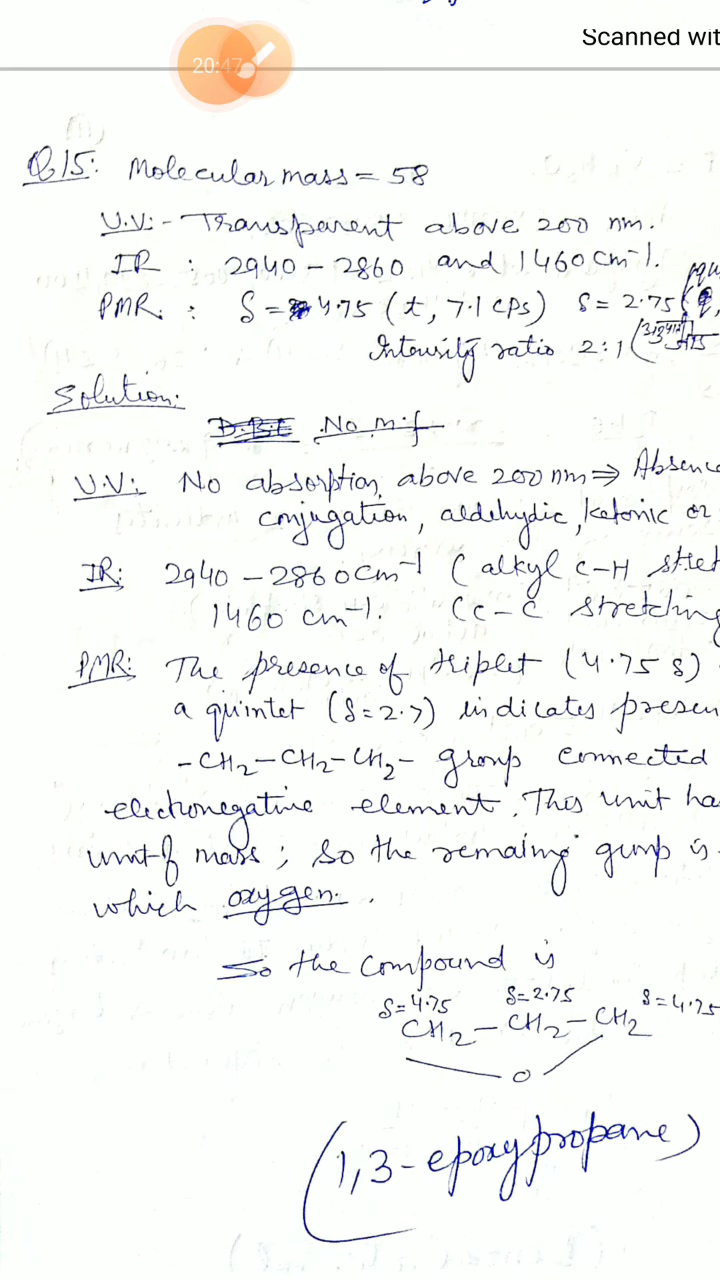 Scanned wit
20:47
Q15: Molecular mass = 58
U.V:- Transparent above 200 nm.
IR : 2940 - 2860 and 1460 cm-1.
PMR : δ = 4.75 (t, 7.1 cps) δ = 2.75
Intensity ratio 2:1
Solution:
No m.f
U.V: No absorption above 200 nm ⇒ Absence
conjugation, aldehydic, ketonic or
IR: 2940 - 2860 cm-1 (alkyl C-H stret
1460 cm-1. (C-C stretching
PMR: The presence of triplet (4.75 δ)
a quintet (δ=2.7) indicates presen
-CH2-CH2-CH2- group connected
electronegative element. This unit ha
unit of mass; So the remaing group is
which oxygen.
So the compound is
δ=4.75 δ=2.75 δ=4.75
CH2-CH2-CH2
O
(1,3-epoxypropane)